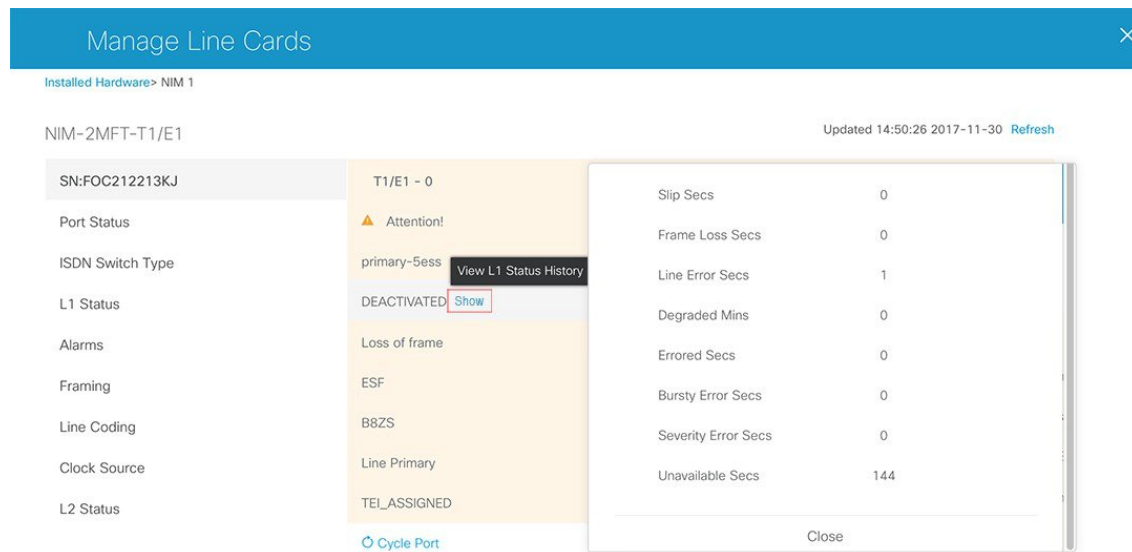 Manage Line Cards
Installed Hardware> NIM 1
NIM-2MFT-T1/E1
Updated 14:50:26 2017-11-30 Refresh
SN:FOC212213KJ
Port Status
ISDN Switch Type
L1 Status
Alarms
Framing
Line Coding
Clock Source
L2 Status
T1/E1 - 0
Attention!
primary-5ess
View L1 Status History
DEACTIVATED Show
Loss of frame
ESF
B8ZS
Line Primary
TEI_ASSIGNED
Cycle Port
Slip Secs 0
Frame Loss Secs 0
Line Error Secs 1
Degraded Mins 0
Errored Secs 0
Bursty Error Secs 0
Severity Error Secs 0
Unavailable Secs 144
Close